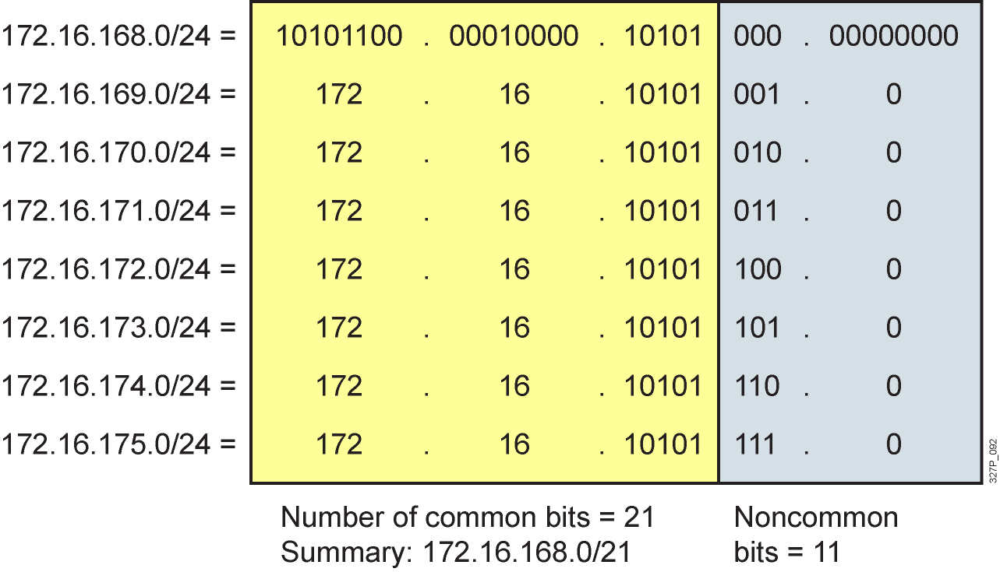 172.16.168.0/24 = 10101100 . 00010000 . 10101 000 . 00000000
172.16.169.0/24 = 172 . 16 . 10101 001 . 0
172.16.170.0/24 = 172 . 16 . 10101 010 . 0
172.16.171.0/24 = 172 . 16 . 10101 011 . 0
172.16.172.0/24 = 172 . 16 . 10101 100 . 0
172.16.173.0/24 = 172 . 16 . 10101 101 . 0
172.16.174.0/24 = 172 . 16 . 10101 110 . 0
172.16.175.0/24 = 172 . 16 . 10101 111 . 0
Number of common bits = 21
Summary: 172.16.168.0/21
Noncommon
bits = 11
327P_092